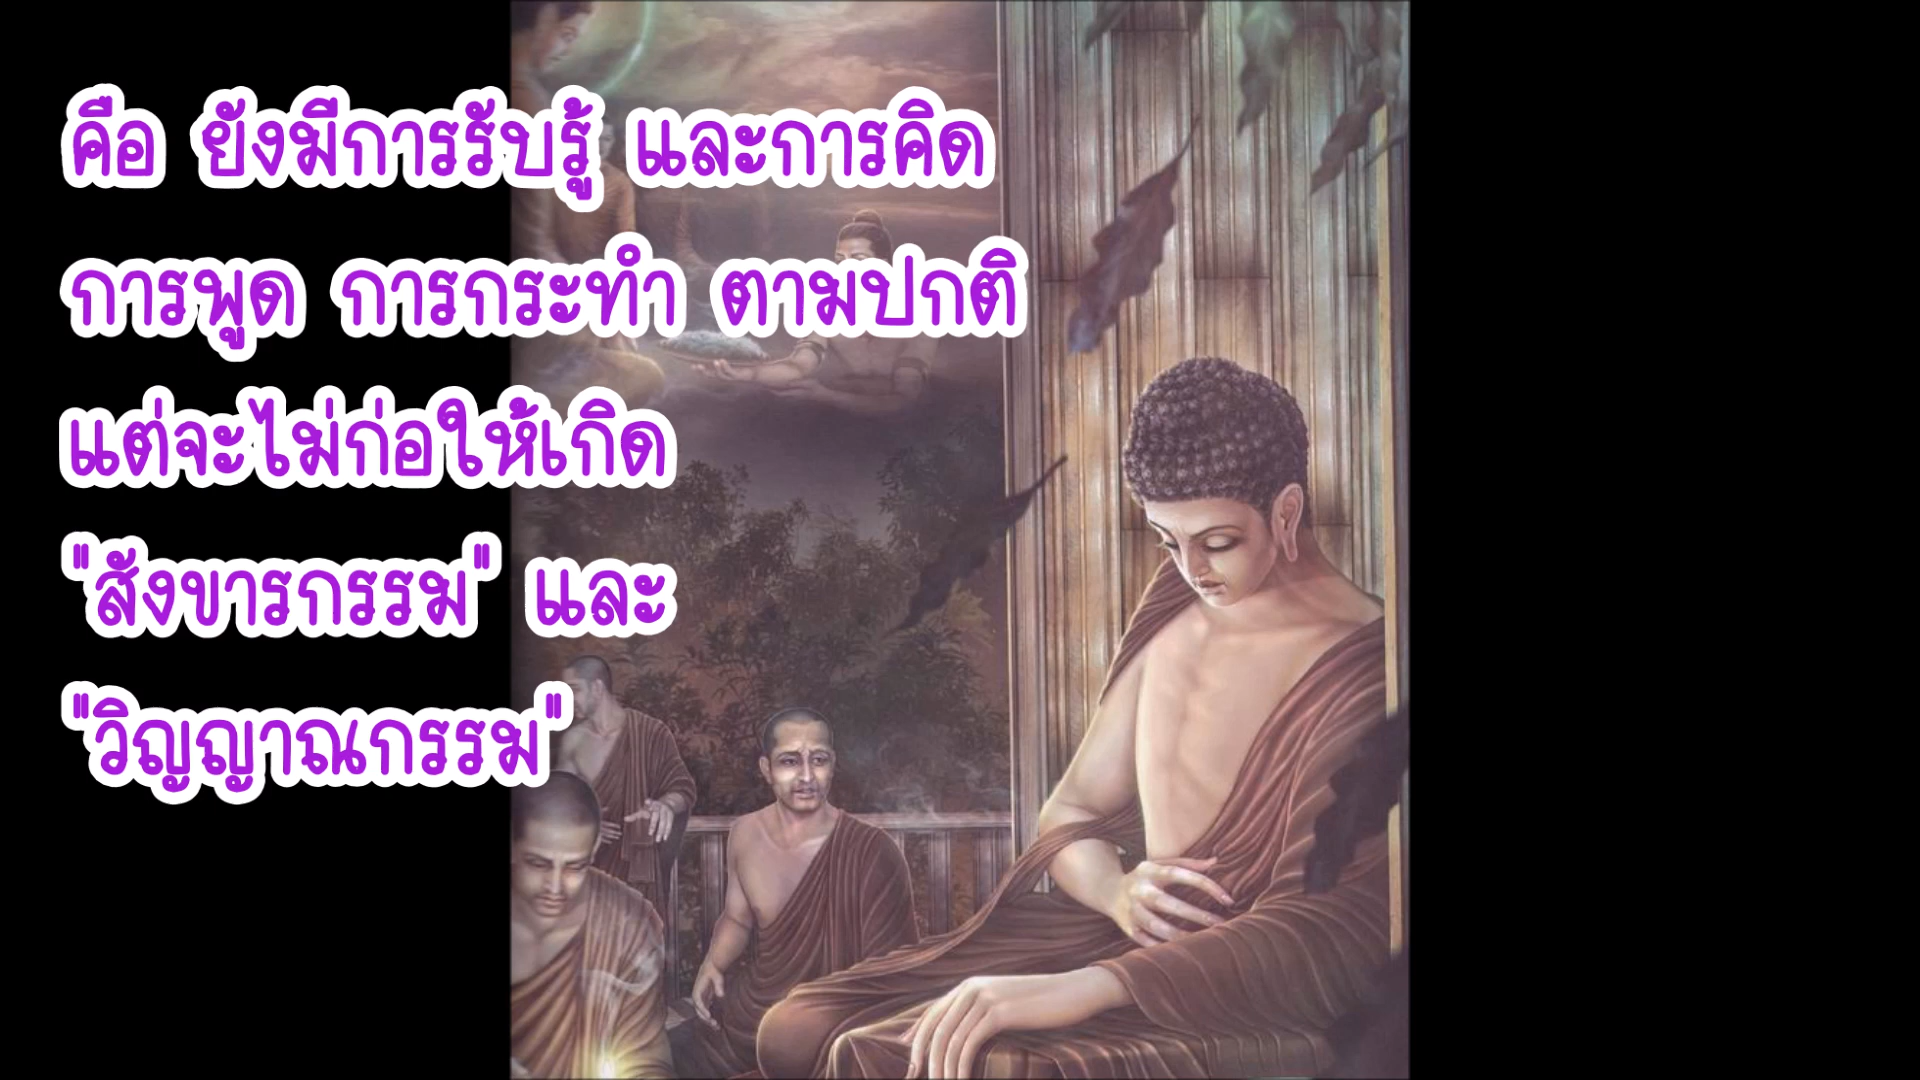 คือ ยังมีการรับรู้ และการคิด
การพูด การกระทำ ตามปกติ
แต่จะไม่ก่อให้เกิด
"สังขารกรรม" และ
"วิญญาณกรรม"